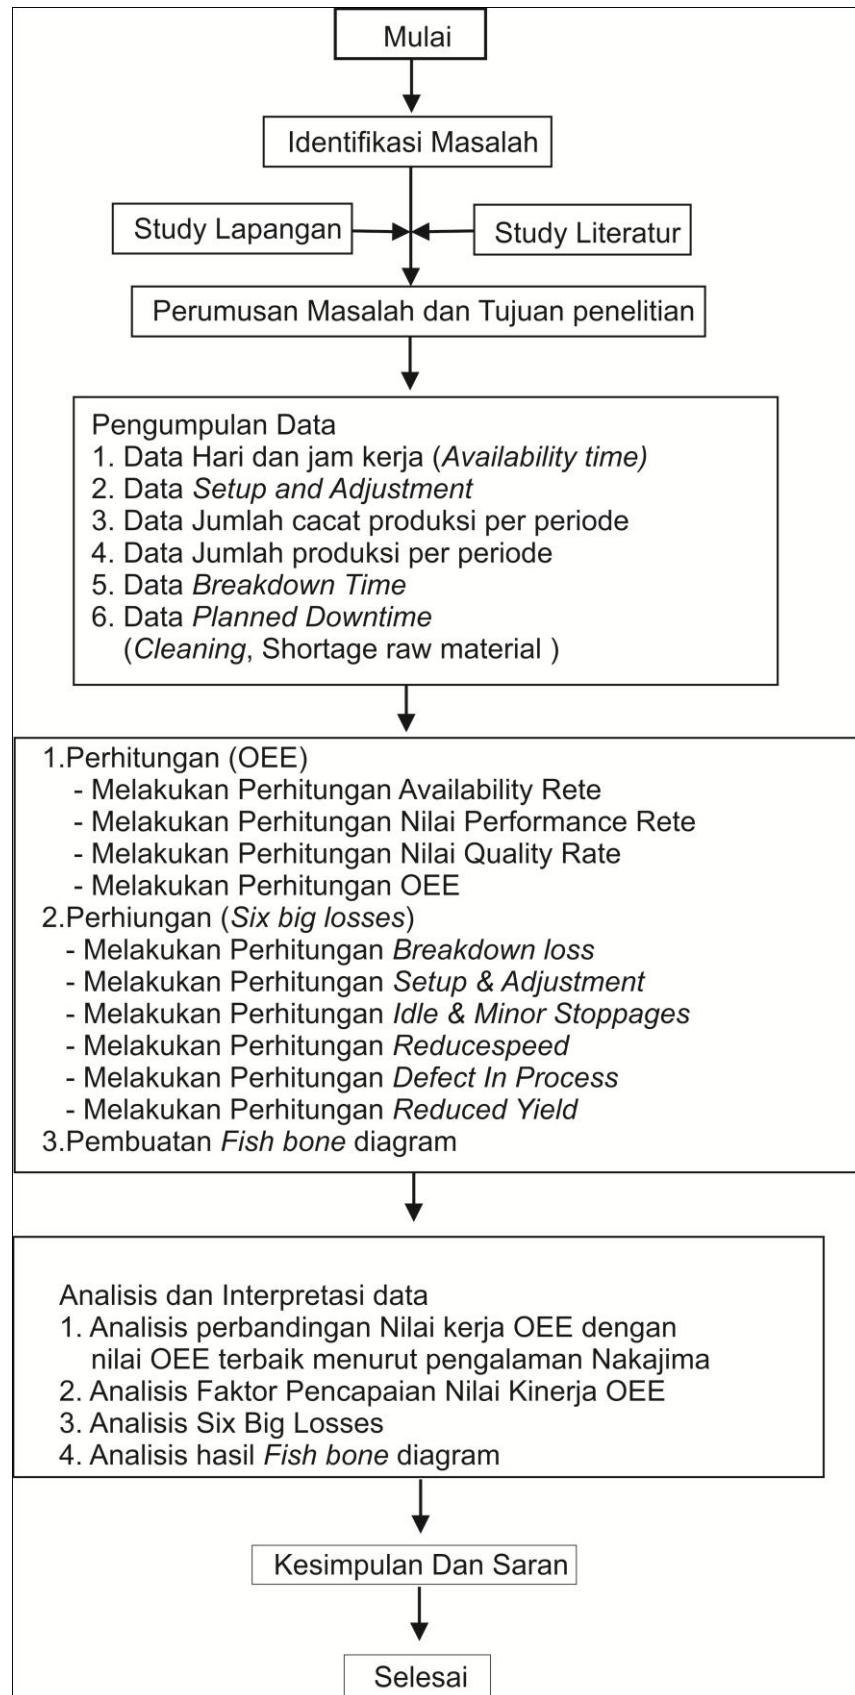 Mulai
Identifikasi Masalah
Study Lapangan
Study Literatur
Perumusan Masalah dan Tujuan penelitian
Pengumpulan Data
1. Data Hari dan jam kerja (Availability time)
2. Data Setup and Adjustment
3. Data Jumlah cacat produksi per periode
4. Data Jumlah produksi per periode
5. Data Breakdown Time
6. Data Planned Downtime
(Cleaning, Shortage raw material )
1.Perhitungan (OEE)
- Melakukan Perhitungan Availability Rete
- Melakukan Perhitungan Nilai Performance Rete
- Melakukan Perhitungan Nilai Quality Rate
- Melakukan Perhitungan OEE
2.Perhiungan (Six big losses)
- Melakukan Perhitungan Breakdown loss
- Melakukan Perhitungan Setup & Adjustment
- Melakukan Perhitungan Idle & Minor Stoppages
- Melakukan Perhitungan Reducespeed
- Melakukan Perhitungan Defect In Process
- Melakukan Perhitungan Reduced Yield
3.Pembuatan Fish bone diagram
Analisis dan Interpretasi data
1. Analisis perbandingan Nilai kerja OEE dengan
nilai OEE terbaik menurut pengalaman Nakajima
2. Analisis Faktor Pencapaian Nilai Kinerja OEE
3. Analisis Six Big Losses
4. Analisis hasil Fish bone diagram
Kesimpulan Dan Saran
Selesai